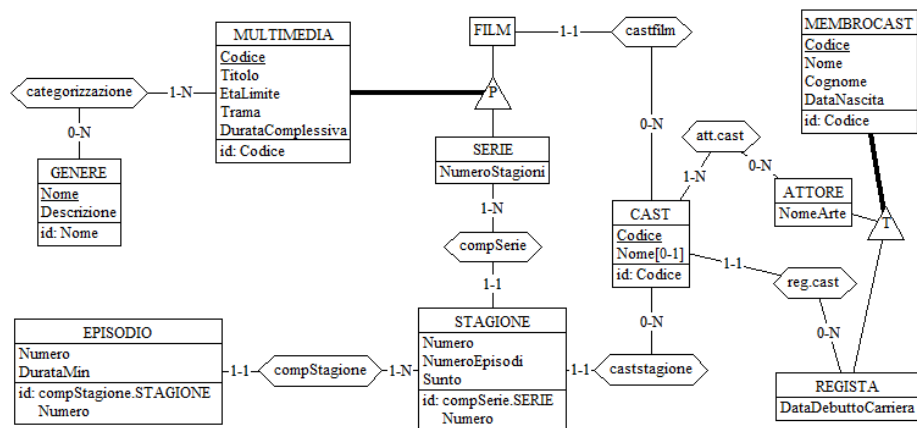 MULTIMEDIA
Codice
Titolo
EtaLimite
Trama
DurataComplessiva
id: Codice
FILM
1-1
castfilm
MEMBROCAST
Codice
Nome
Cognome
DataNascita
id: Codice
categorizzazione
1-N
P
0-N
GENERE
Nome
Descrizione
id: Nome
SERIE
NumeroStagioni
0-N
att.cast
0-N
1-N
ATTORE
NomeArte
T
1-N
compSerie
1-1
CAST
Codice
Nome[0-1]
id: Codice
1-1
reg.cast
0-N
0-N
EPISODIO
Numero
DurataMin
id: compStagione.STAGIONE
Numero
1-1
compStagione
1-N
STAGIONE
Numero
NumeroEpisodi
Sunto
id: compSerie.SERIE
Numero
1-1
caststagione
REGISTA
DataDebuttoCarriera